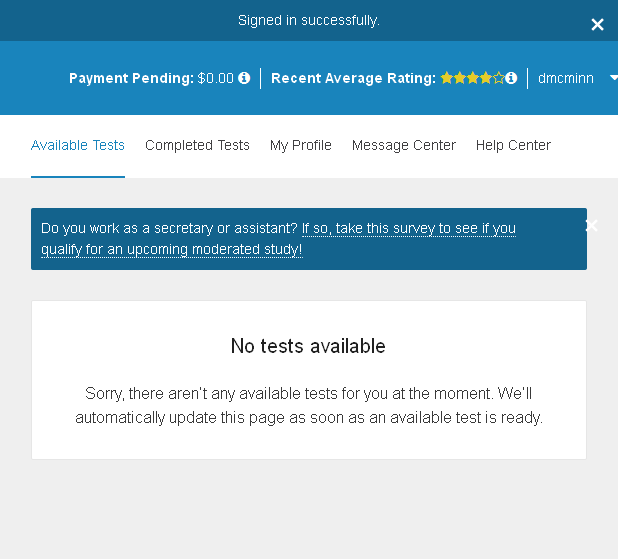 Signed in successfully.
Payment Pending: $0.00 Recent Average Rating: dmcminn
Available Tests Completed Tests My Profile Message Center Help Center
Do you work as a secretary or assistant? If so, take this survey to see if you
qualify for an upcoming moderated study!
No tests available
Sorry, there aren't any available tests for you at the moment. We'll
automatically update this page as soon as an available test is ready.